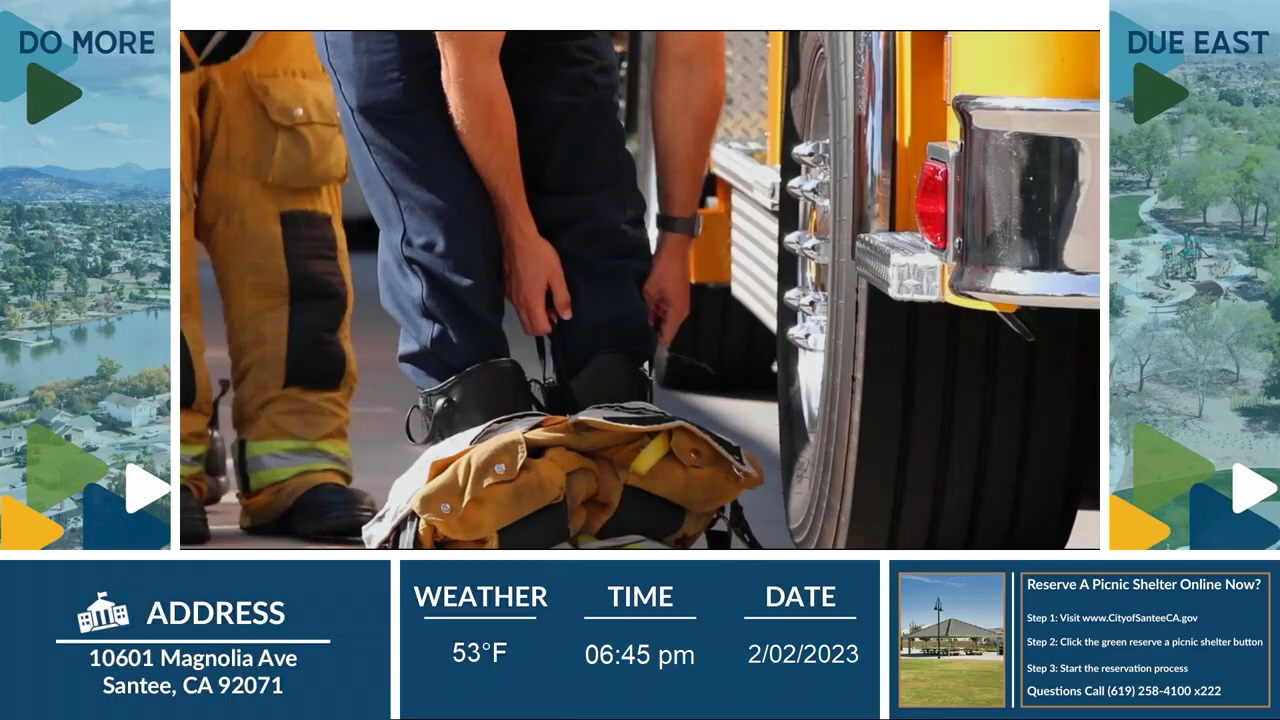 DO MORE
DUE EAST
ADDRESS
10601 Magnolia Ave
Santee, CA 92071
WEATHER
53°F
TIME
06:45 pm
DATE
2/02/2023
Reserve A Picnic Shelter Online Now?
Step 1: Visit www.CityofSanteeCA.gov
Step 2: Click the green reserve a picnic shelter button
Step 3: Start the reservation process
Questions Call (619) 258-4100 x222